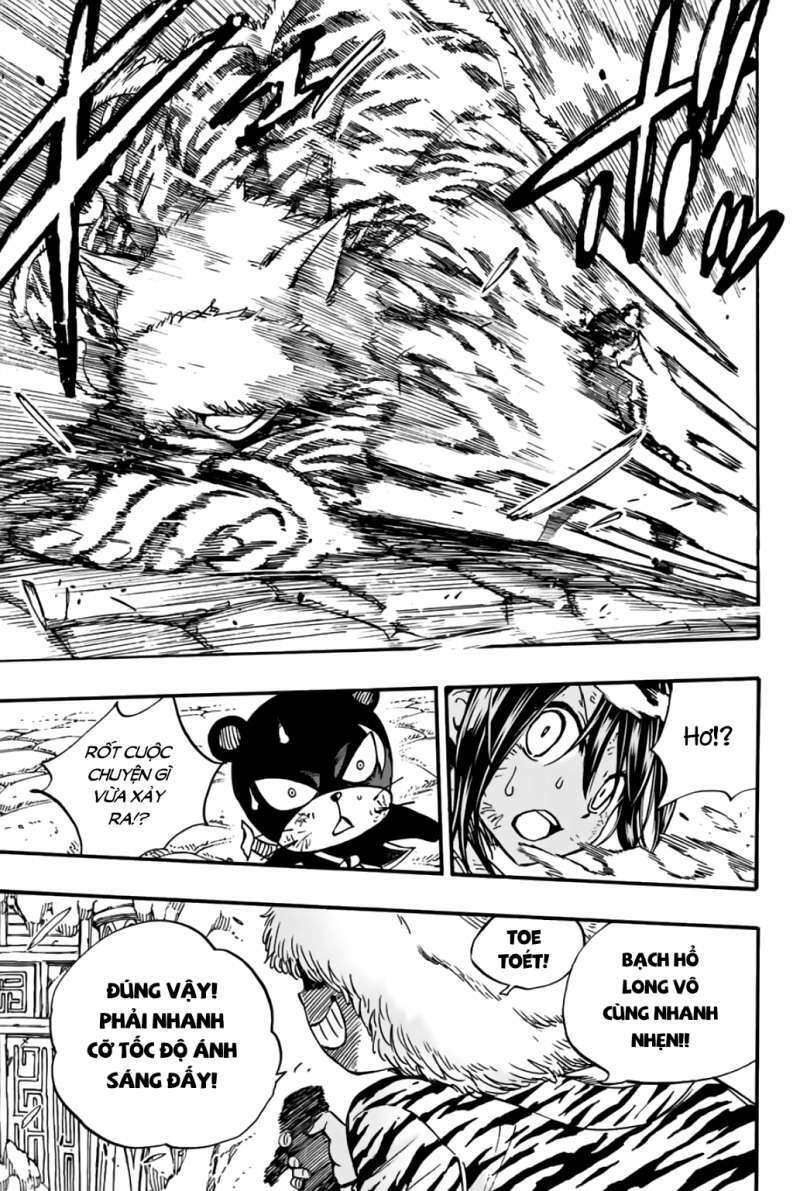 HƠ!?
RỐT CUỘC
CHUYỆN GÌ
VỪA XẢY
RA!?
BẠCH HỔ
LONG VÔ
CÙNG NHANH
NHẸN!!
TOE
TOÉT!
ĐÚNG VẬY!
PHẢI NHANH
CỠ TỐC ĐỘ ÁNH
SÁNG ĐẤY!